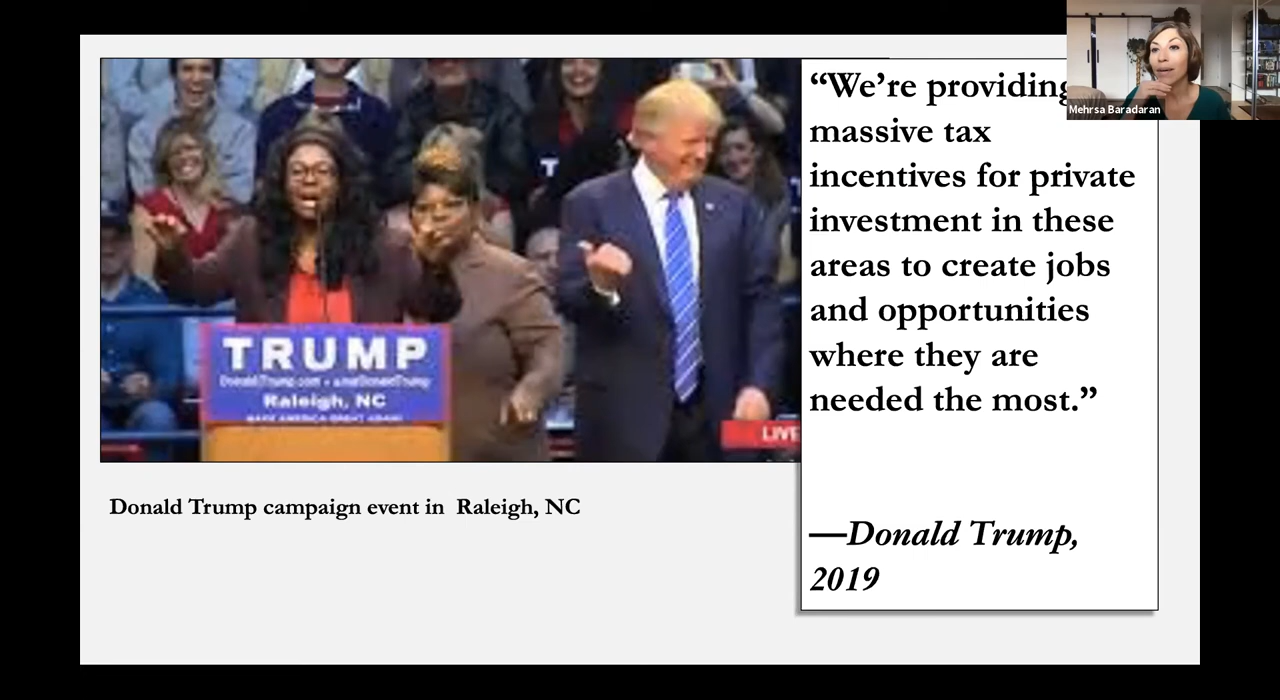 “We’re providing
massive tax
incentives for private
investment in these
areas to create jobs
and opportunities
where they are
needed the most.”
—Donald Trump,
2019
Mehrsa Baradaran
TRUMP
Raleigh, NC
MAKE AMERICA GREAT AGAIN!
LIVE
Donald Trump campaign event in Raleigh, NC